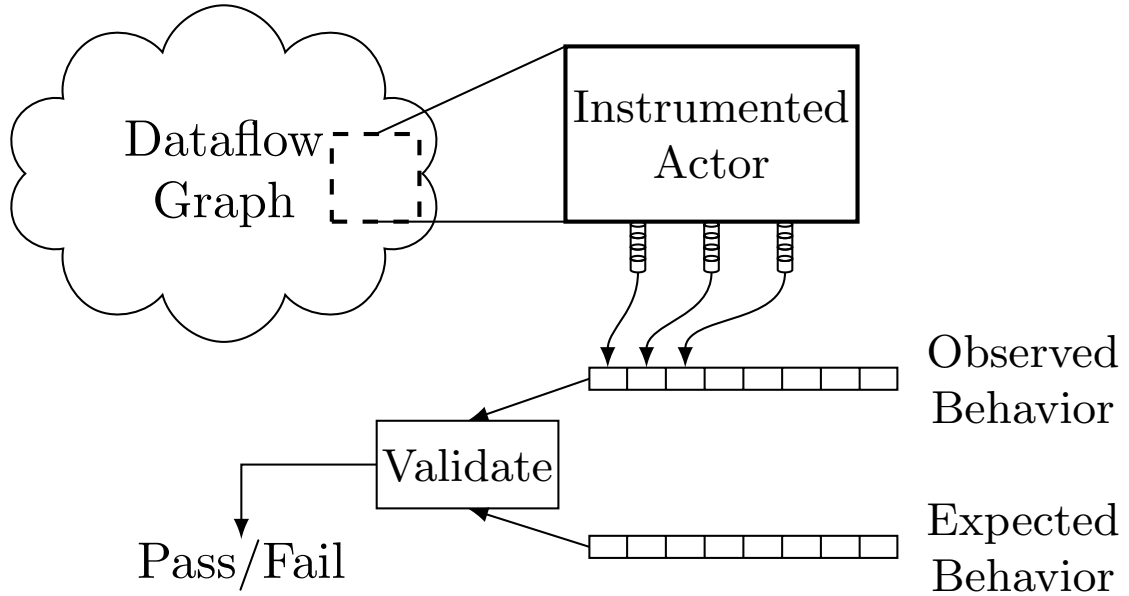 Dataflow
Graph
Instrumented
Actor
Observed
Behavior
Validate
Expected
Behavior
Pass/Fail